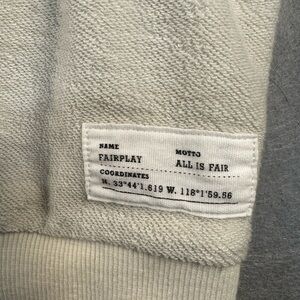 NAME MOTTO
FAIRPLAY ALL IS FAIR
COORDINATES
N. 33°44'1.619 W. 118°1'59.86